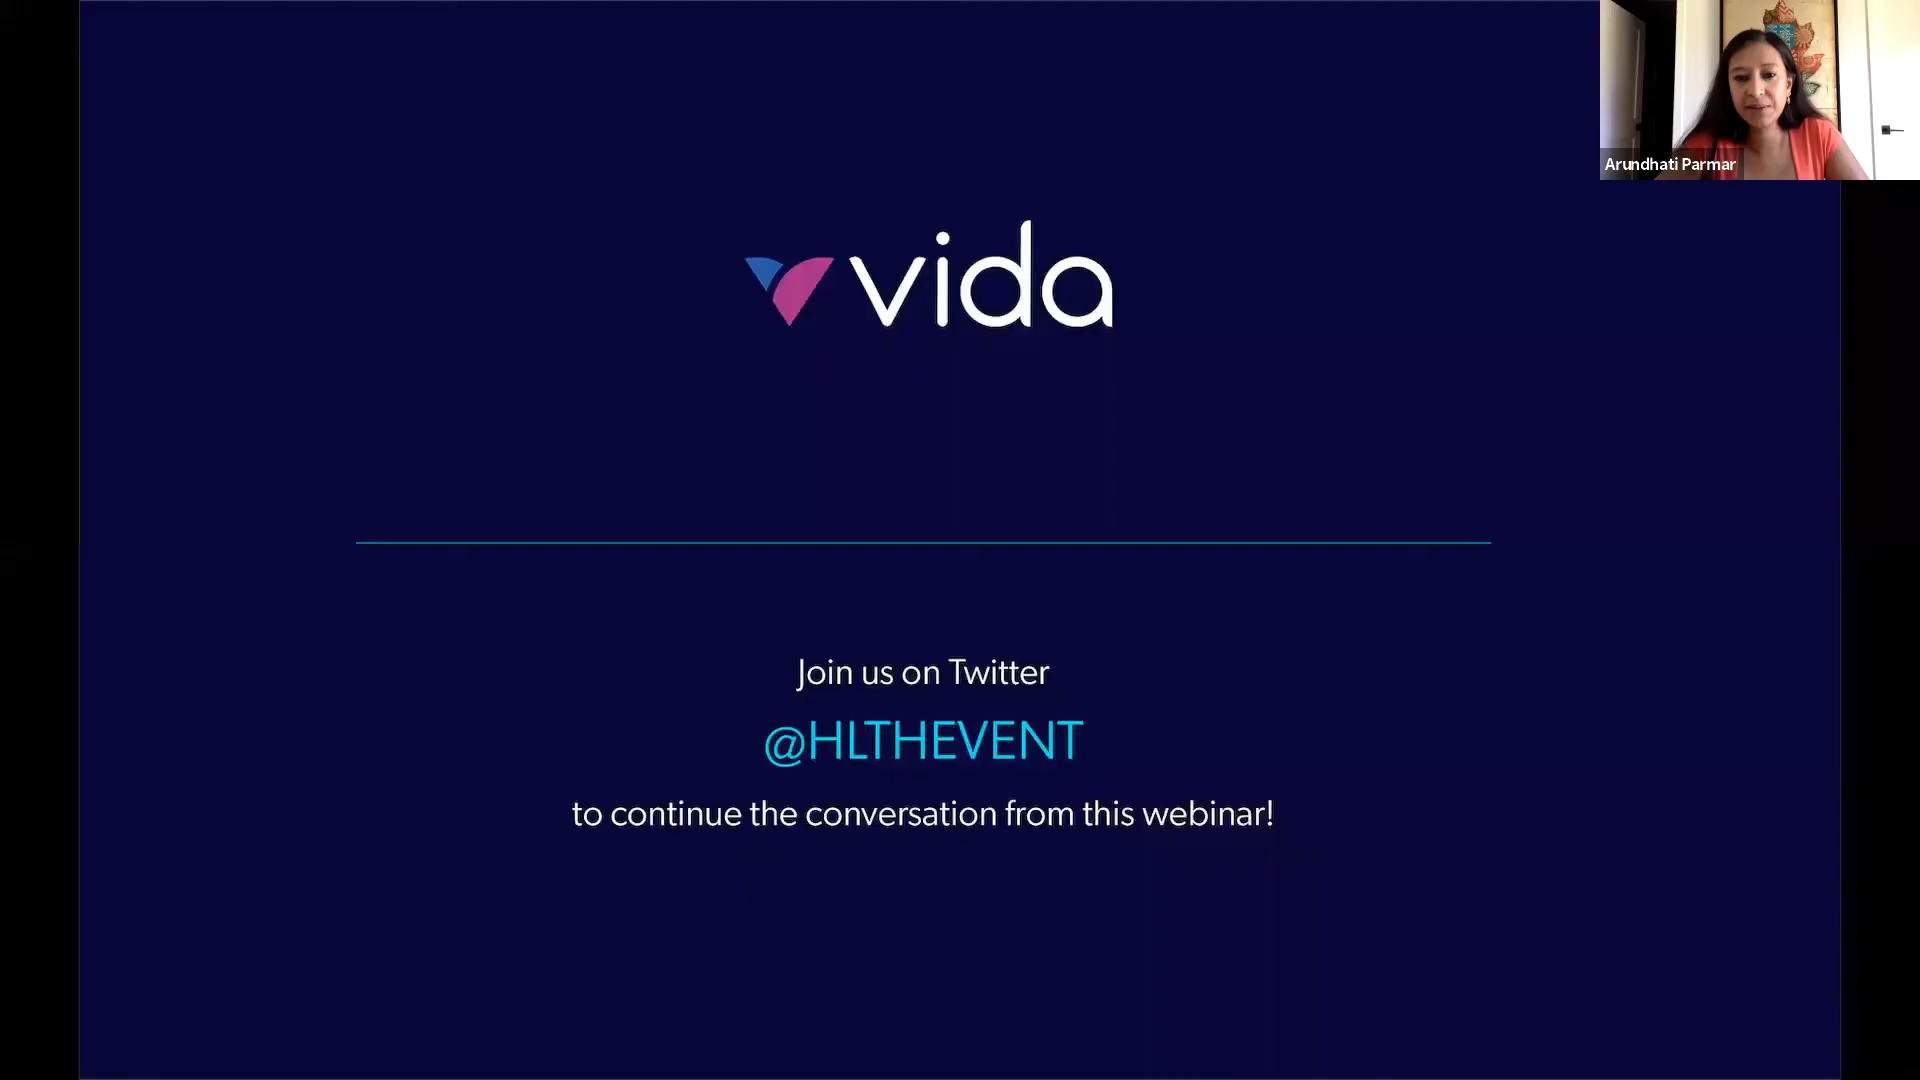 Arundhati Parmar
vida
Join us on Twitter
@HLTHEVENT
to continue the conversation from this webinar!